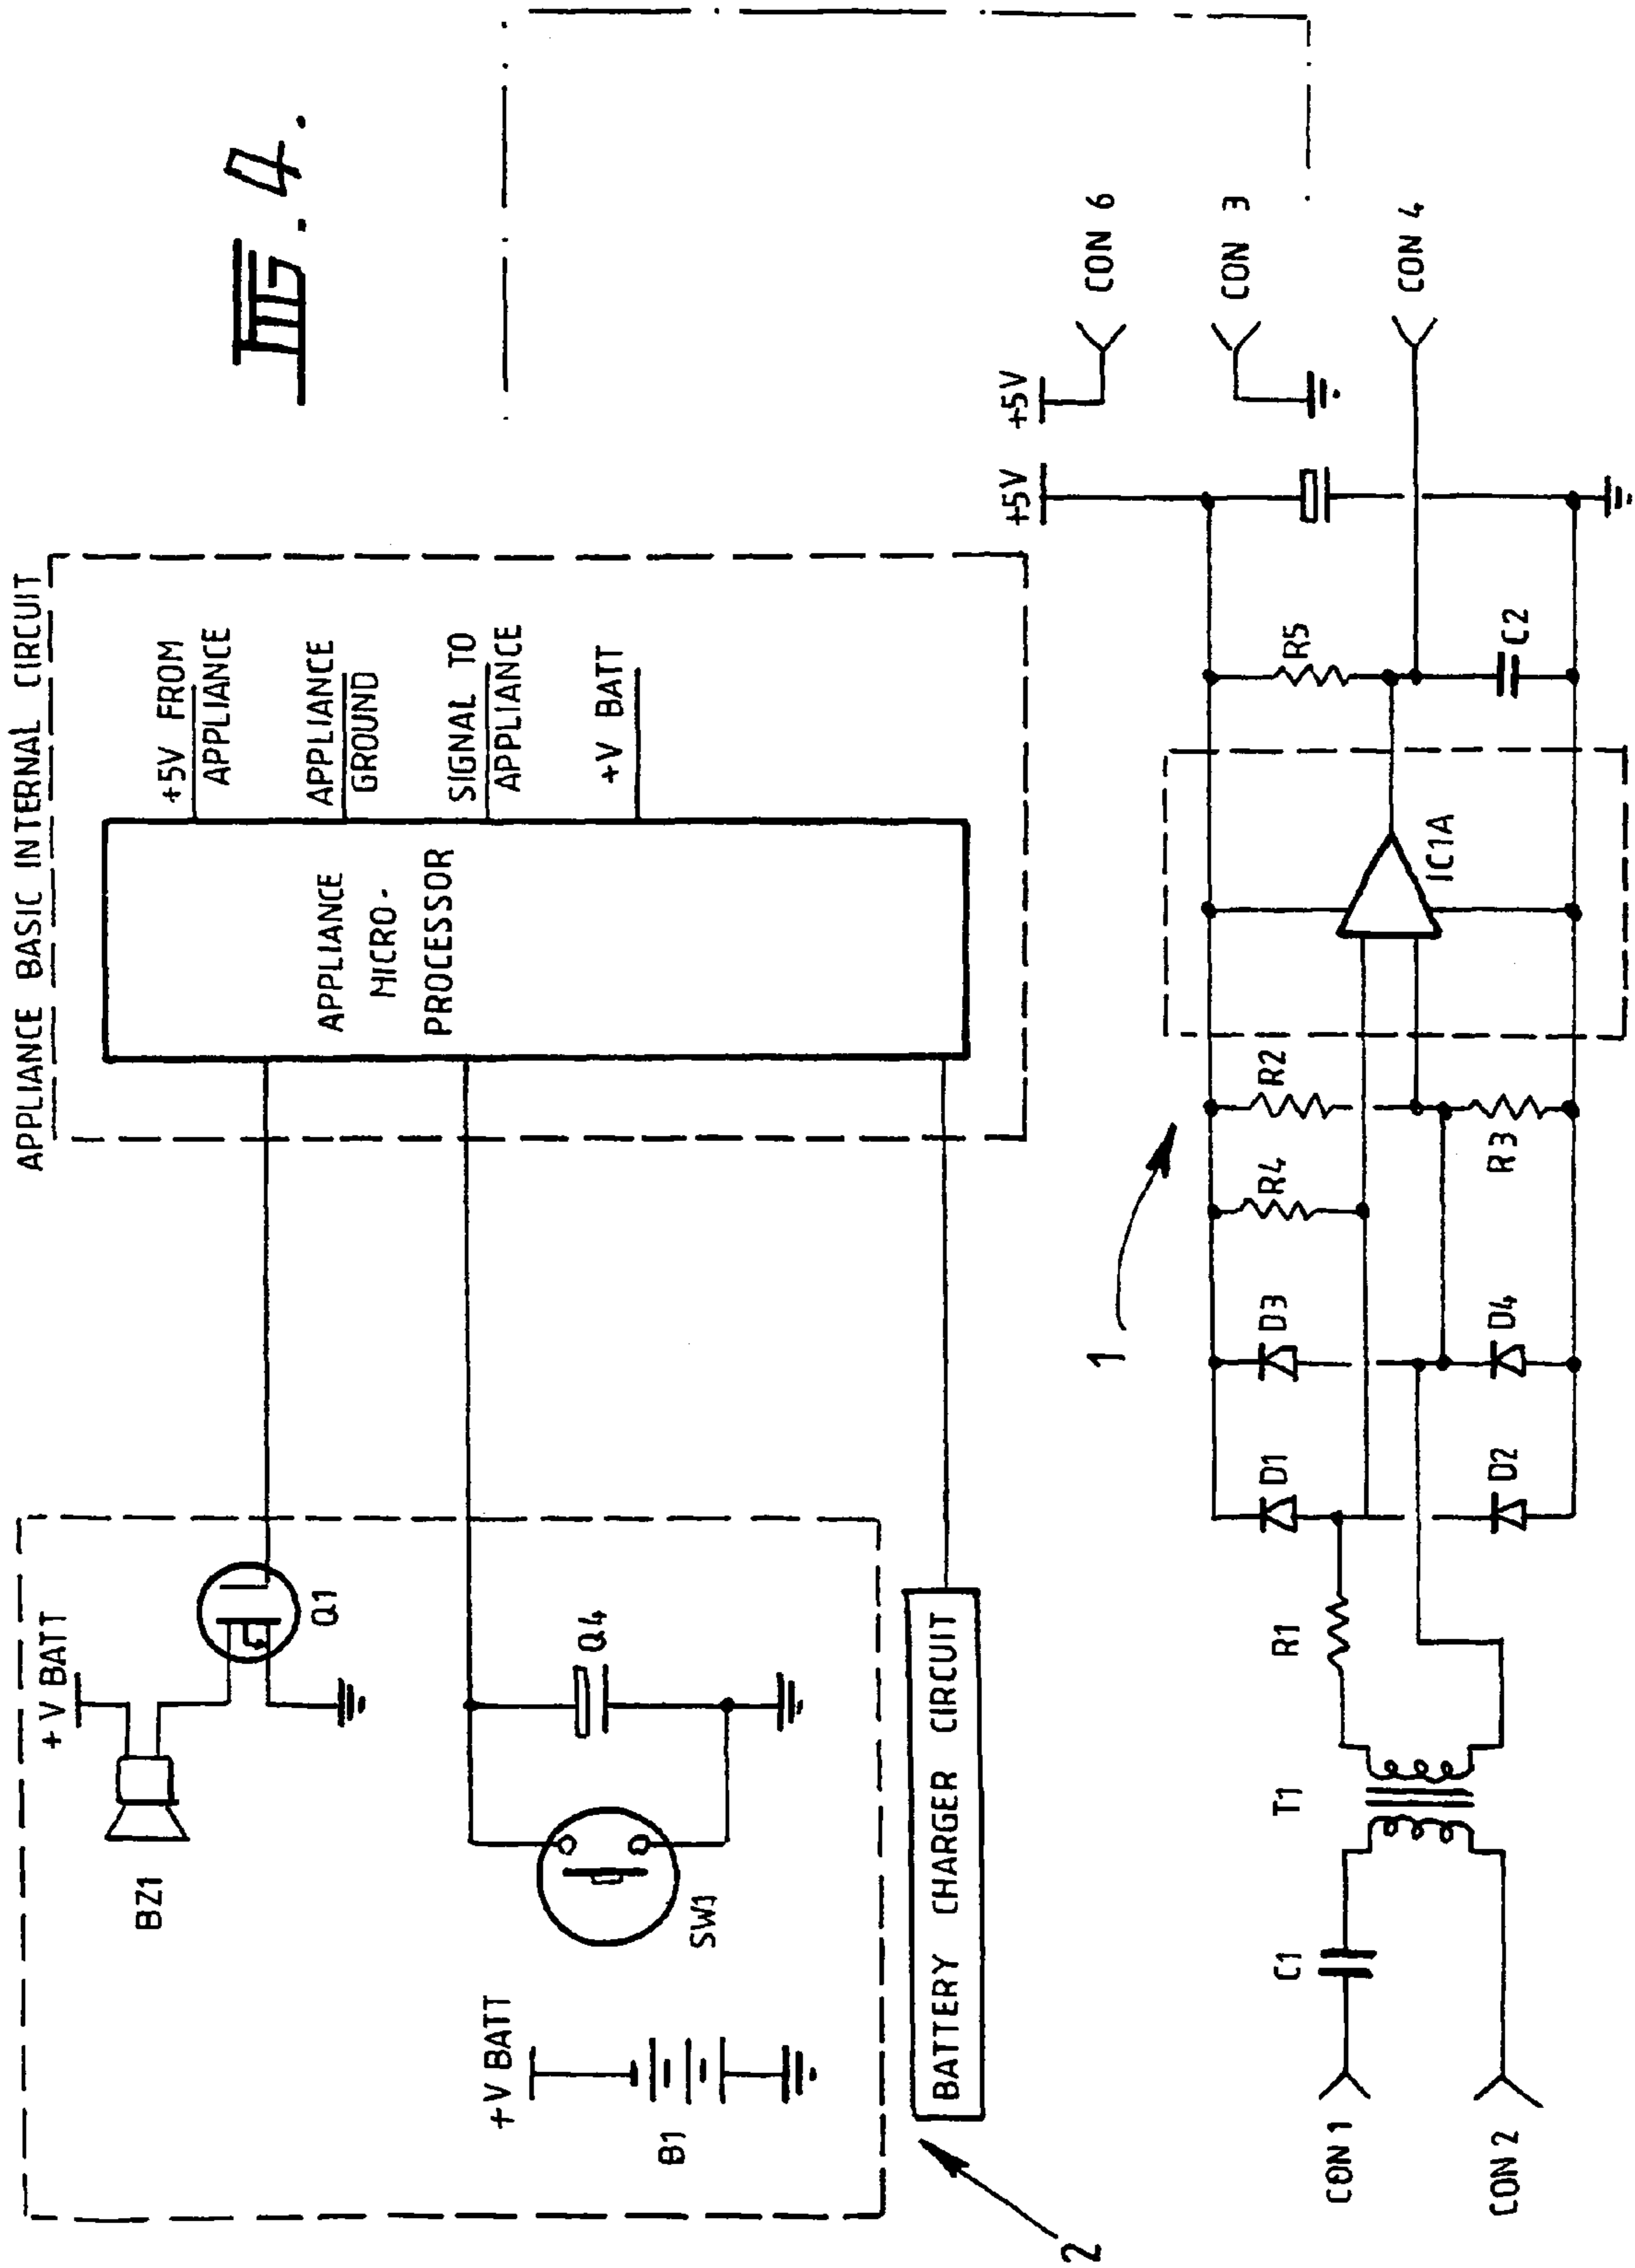 FIG. 4.
APPLIANCE BASIC INTERNAL CIRCUIT
+V BATT
BZ1
Q1
+5V FROM
APPLIANCE
APPLIANCE
GROUND
SIGNAL TO
APPLIANCE
+V BATT
APPLIANCE
MICRO-
PROCESSOR
+V BATT
B1
SW1
Q4
BATTERY CHARGER CIRCUIT
2
1
+5V
+5V
CON 6
CON 3
CON 4
CON 1
CON 2
C1
T1
R1
D1
D2
D3
D4
R4
R2
R3
IC1A
R5
C2